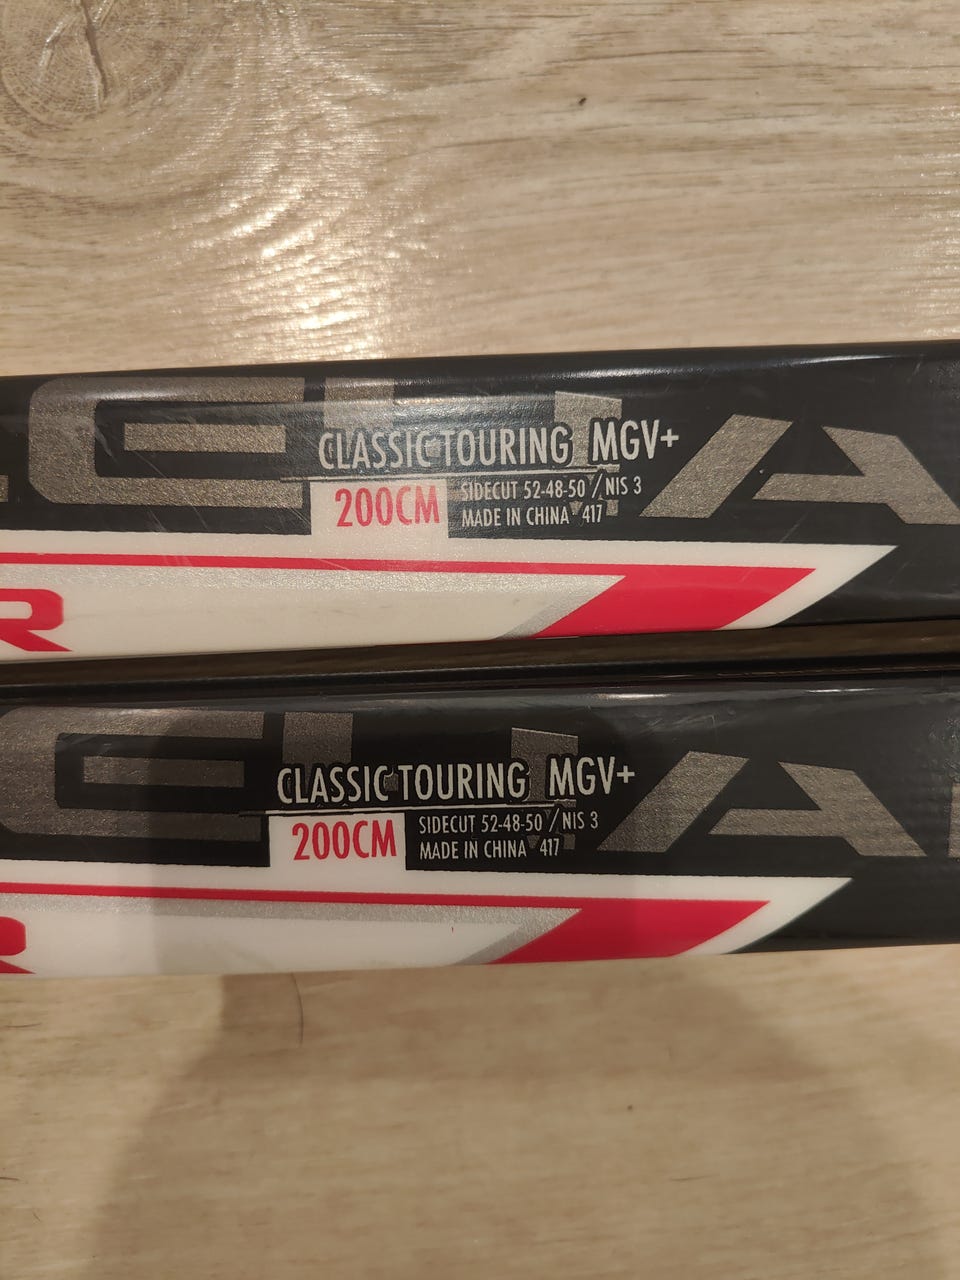 CLASSIC TOURING MGV+
200CM
SIDECUT 52-48-50 / NIS 3
MADE IN CHINA 417
R
CLASSIC TOURING MGV+
200CM
SIDECUT 52-48-50 / NIS 3
MADE IN CHINA 417